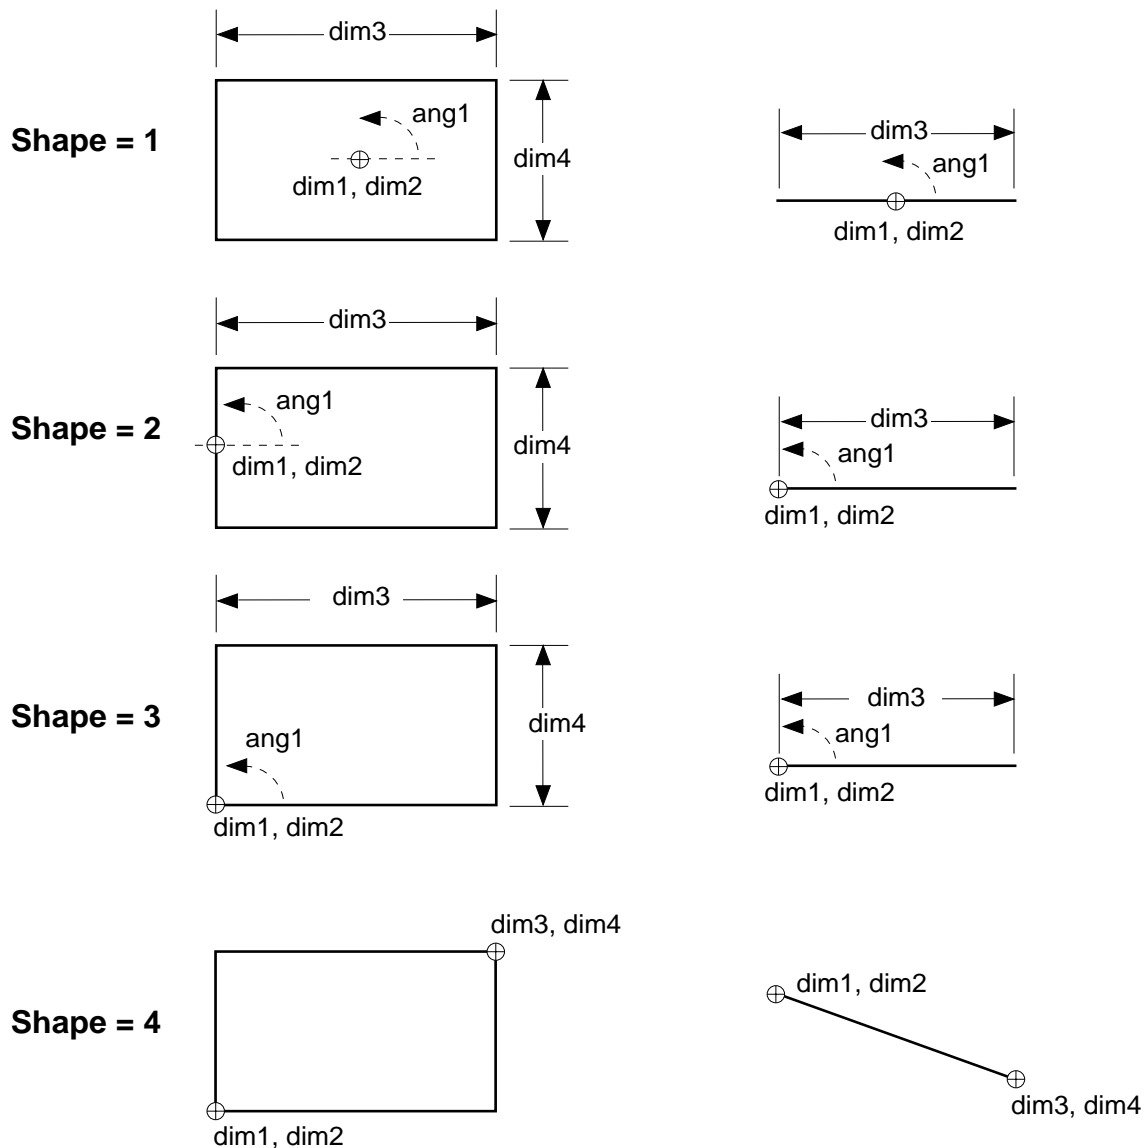 dim3
Shape = 1
ang1
dim4
dim1, dim2
dim3
ang1
dim1, dim2
dim3
Shape = 2
ang1
dim4
dim1, dim2
dim3
ang1
dim1, dim2
dim3
Shape = 3
ang1
dim4
dim1, dim2
dim3
ang1
dim1, dim2
dim3, dim4
Shape = 4
dim1, dim2
dim1, dim2
dim3, dim4